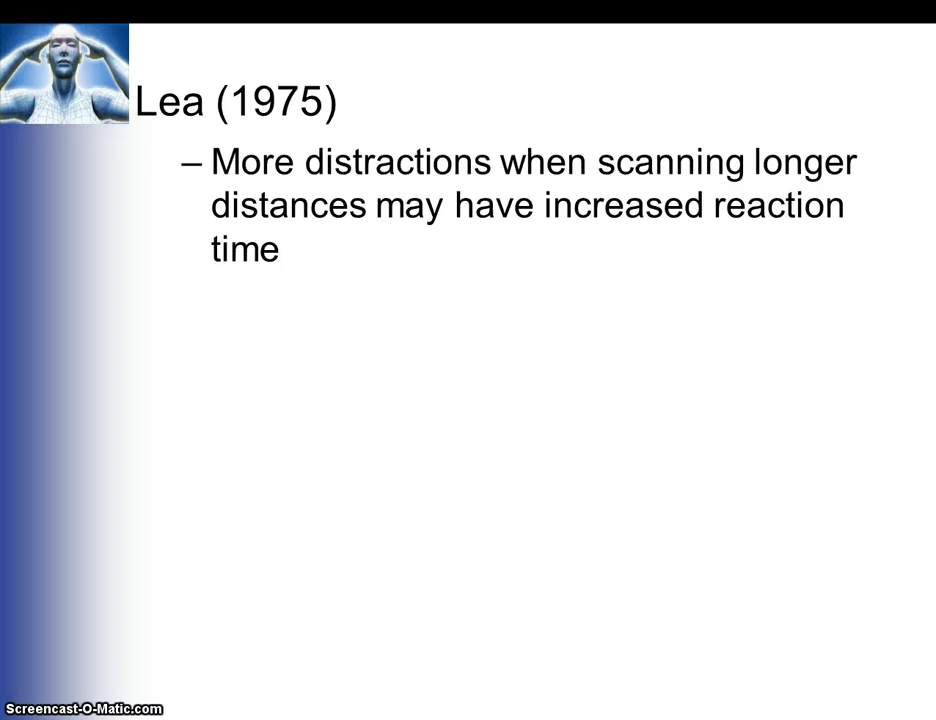 Lea (1975)
– More distractions when scanning longer
distances may have increased reaction
time
Screencast-O-Matic.com